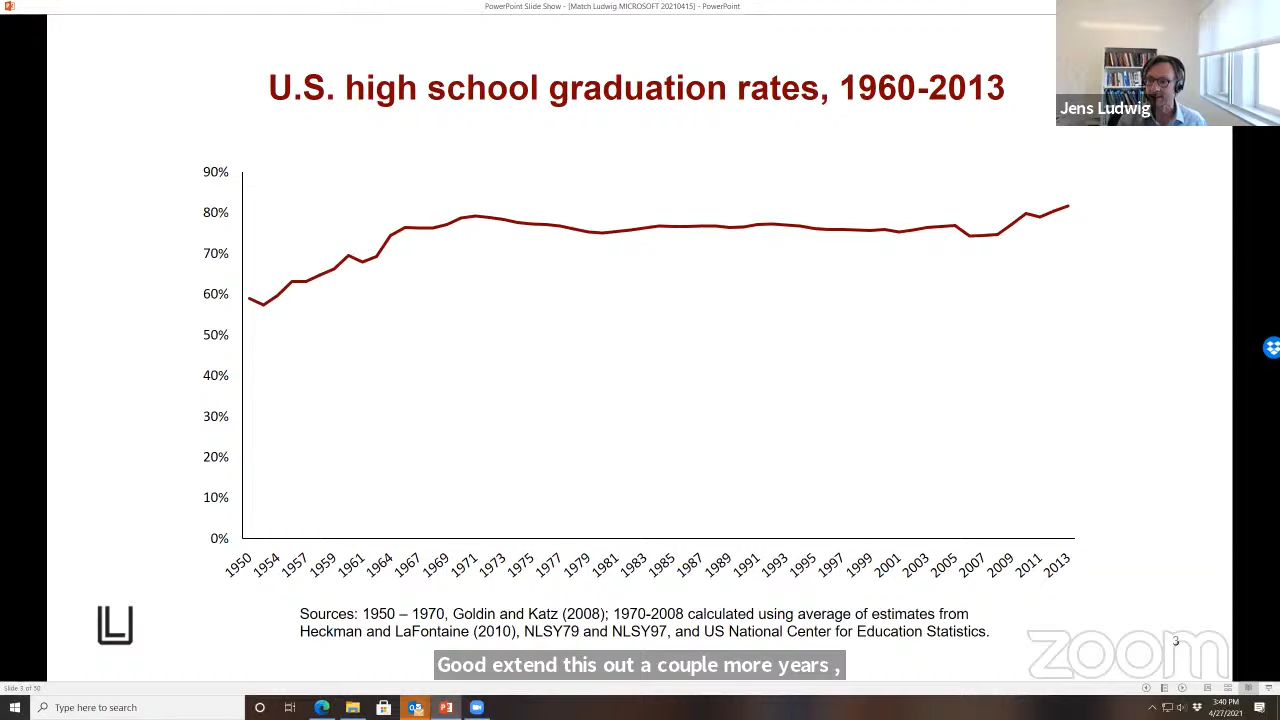 PowerPoint Slide Show - [Match Ludwig MICROSOFT 20210415] - PowerPoint
U.S. high school graduation rates, 1960-2013
Jens Ludwig
90%
80%
70%
60%
50%
40%
30%
20%
10%
0%
1950 1954 1957 1959 1961 1964 1967 1969 1971 1973 1975 1977 1979 1981 1983 1985 1987 1989 1991 1993 1995 1997 1999 2001 2003 2005 2007 2009 2011 2013
Sources: 1950 – 1970, Goldin and Katz (2008); 1970-2008 calculated using average of estimates from
Heckman and LaFontaine (2010), NLSY79 and NLSY97, and US National Center for Education Statistics.
zoom
3
Good extend this out a couple more years ,
Slide 3 of 50
Type here to search
3:40 PM
4/27/2021